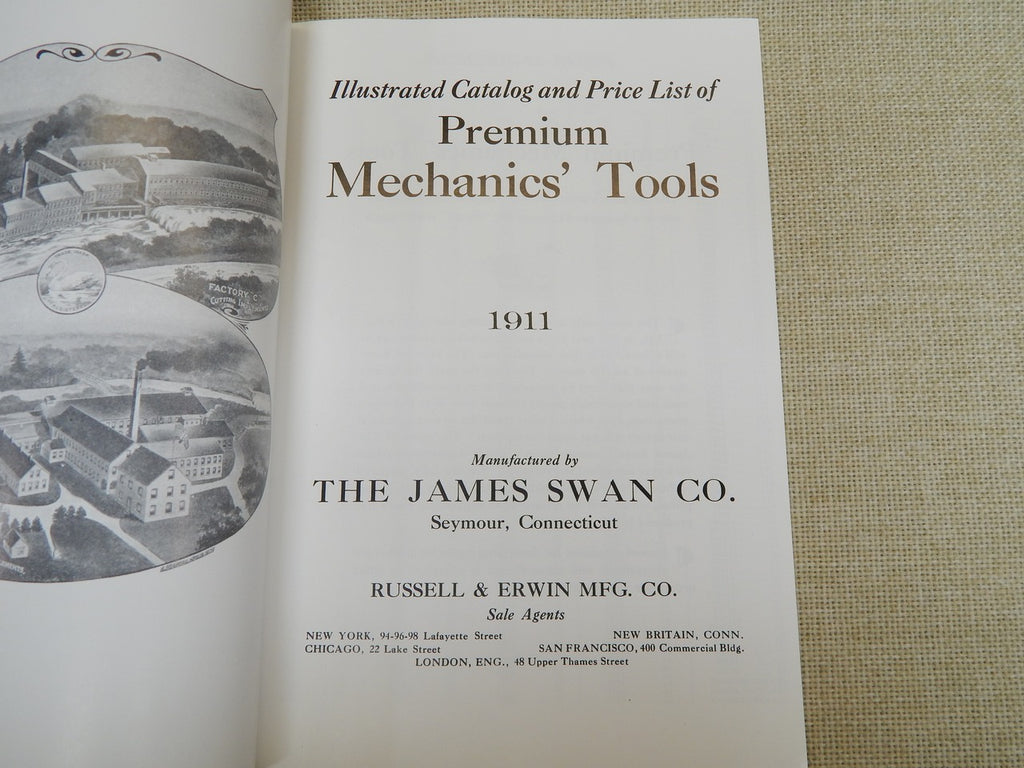 FACTORY C
Illustrated Catalog and Price List of
Premium
Mechanics' Tools
1911
Manufactured by
THE JAMES SWAN CO.
Seymour, Connecticut
RUSSELL & ERWIN MFG. CO.
Sale Agents
NEW YORK, 94-96-98 Lafayette Street NEW BRITAIN, CONN.
CHICAGO, 22 Lake Street SAN FRANCISCO, 400 Commercial Bldg.
LONDON, ENG., 48 Upper Thames Street